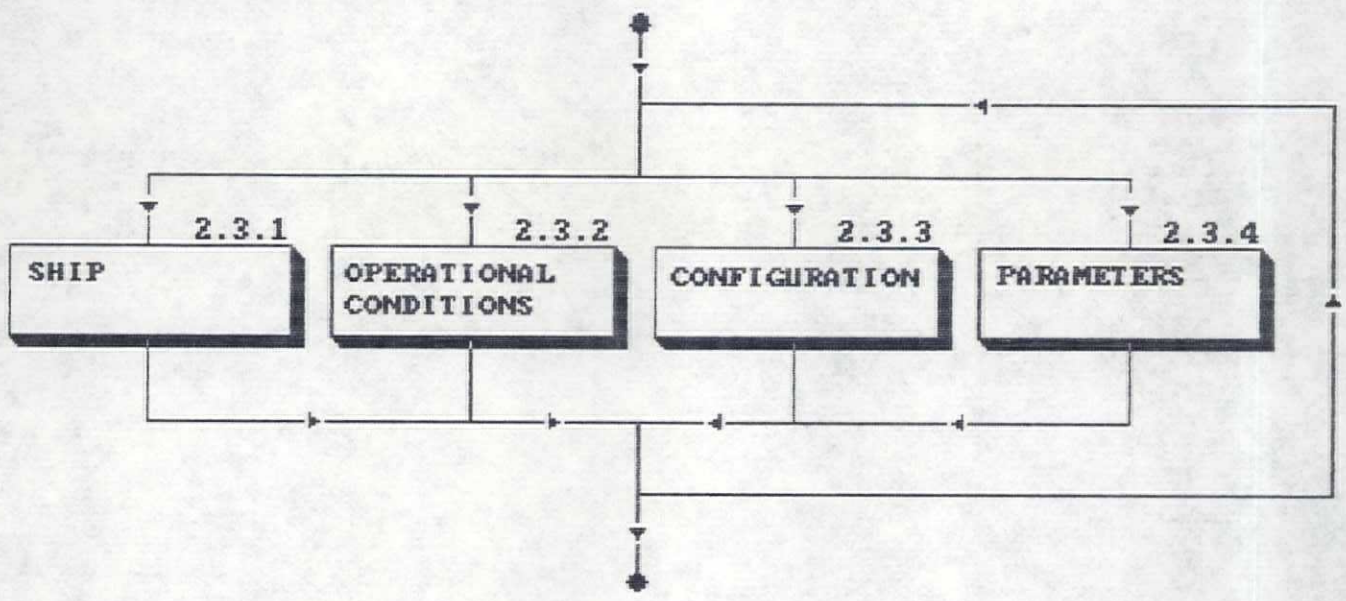 2.3.1
SHIP
2.3.2
OPERATIONAL
CONDITIONS
2.3.3
CONFIGURATION
2.3.4
PARAMETERS